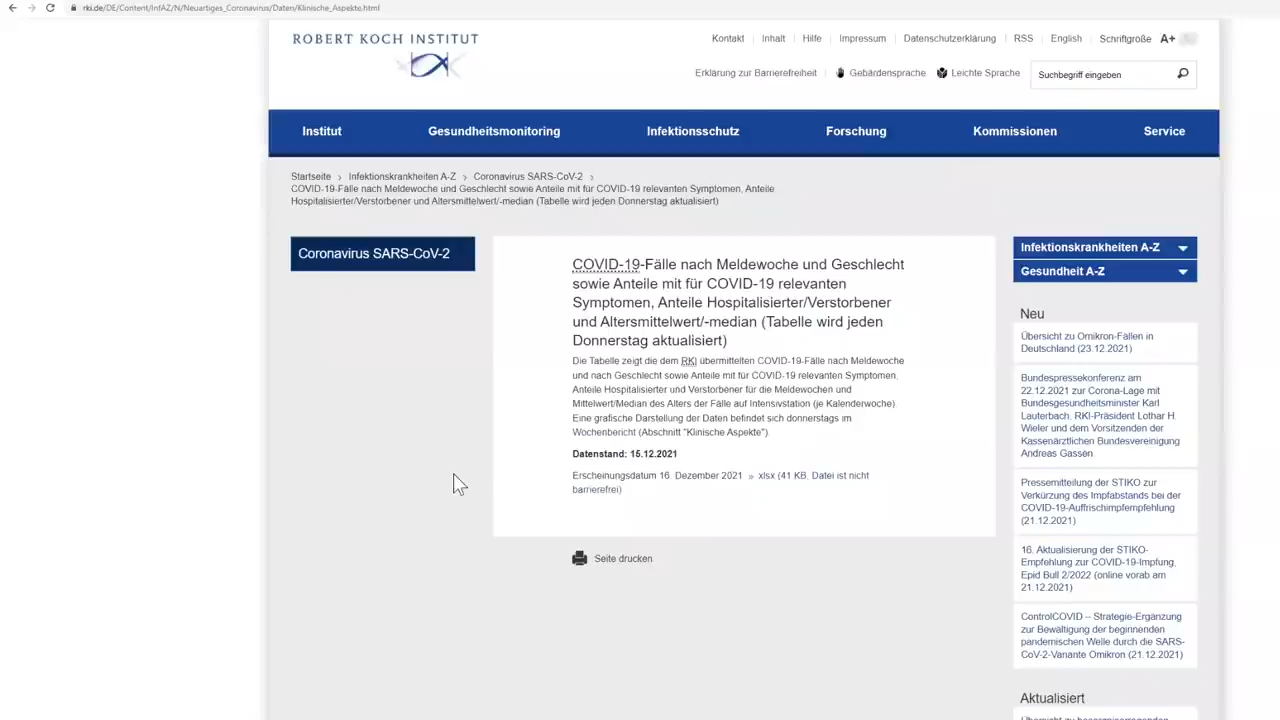 rki.de/DE/Content/InfAZ/N/Neuartiges_Coronavirus/Daten/Klinische_Aspekte.html
ROBERT KOCH INSTITUT
Kontakt
Inhalt
Hilfe
Impressum
Datenschutzerklärung
RSS
English
Schriftgröße A+
Erklärung zur Barrierefreiheit
Gebärdensprache
Leichte Sprache
Suchbegriff eingeben
Institut
Gesundheitsmonitoring
Infektionsschutz
Forschung
Kommissionen
Service
Startseite › Infektionskrankheiten A-Z › Coronavirus SARS-CoV-2 ›
COVID-19-Fälle nach Meldewoche und Geschlecht sowie Anteile mit für COVID-19 relevanten Symptomen, Anteile
Hospitalisierter/Verstorbener und Altersmittelwert/-median (Tabelle wird jeden Donnerstag aktualisiert)
Coronavirus SARS-CoV-2
COVID-19-Fälle nach Meldewoche und Geschlecht
sowie Anteile mit für COVID-19 relevanten
Symptomen, Anteile Hospitalisierter/Verstorbener
und Altersmittelwert/-median (Tabelle wird jeden
Donnerstag aktualisiert)
Die Tabelle zeigt die dem RKI übermittelten COVID-19-Fälle nach Meldewoche
und nach Geschlecht sowie Anteile mit für COVID-19 relevanten Symptomen,
Anteile Hospitalisierter und Verstorbener für die Meldewochen und
Mittelwert/Median des Alters der Fälle auf Intensivstation (je Kalenderwoche).
Eine grafische Darstellung der Daten befindet sich donnerstags im
Wochenbericht (Abschnitt "Klinische Aspekte").
Datenstand: 15.12.2021
Erscheinungsdatum 16. Dezember 2021 » xlsx (41 KB, Datei ist nicht
barrierefrei)
Seite drucken
Infektionskrankheiten A-Z
Gesundheit A-Z
Neu
Übersicht zu Omikron-Fällen in
Deutschland (23.12.2021)
Bundespressekonferenz am
22.12.2021 zur Corona-Lage mit
Bundesgesundheitsminister Karl
Lauterbach, RKI-Präsident Lothar H.
Wieler und dem Vorsitzenden der
Kassenärztlichen Bundesvereinigung
Andreas Gassen
Pressemitteilung der STIKO zur
Verkürzung des Impfabstands bei der
COVID-19-Auffrischimpfempfehlung
(21.12.2021)
16. Aktualisierung der STIKO-
Empfehlung zur COVID-19-Impfung,
Epid Bull 2/2022 (online vorab am
21.12.2021)
ControlCOVID – Strategie-Ergänzung
zur Bewältigung der beginnenden
pandemischen Welle durch die SARS-
CoV-2-Variante Omikron (21.12.2021)
Aktualisiert